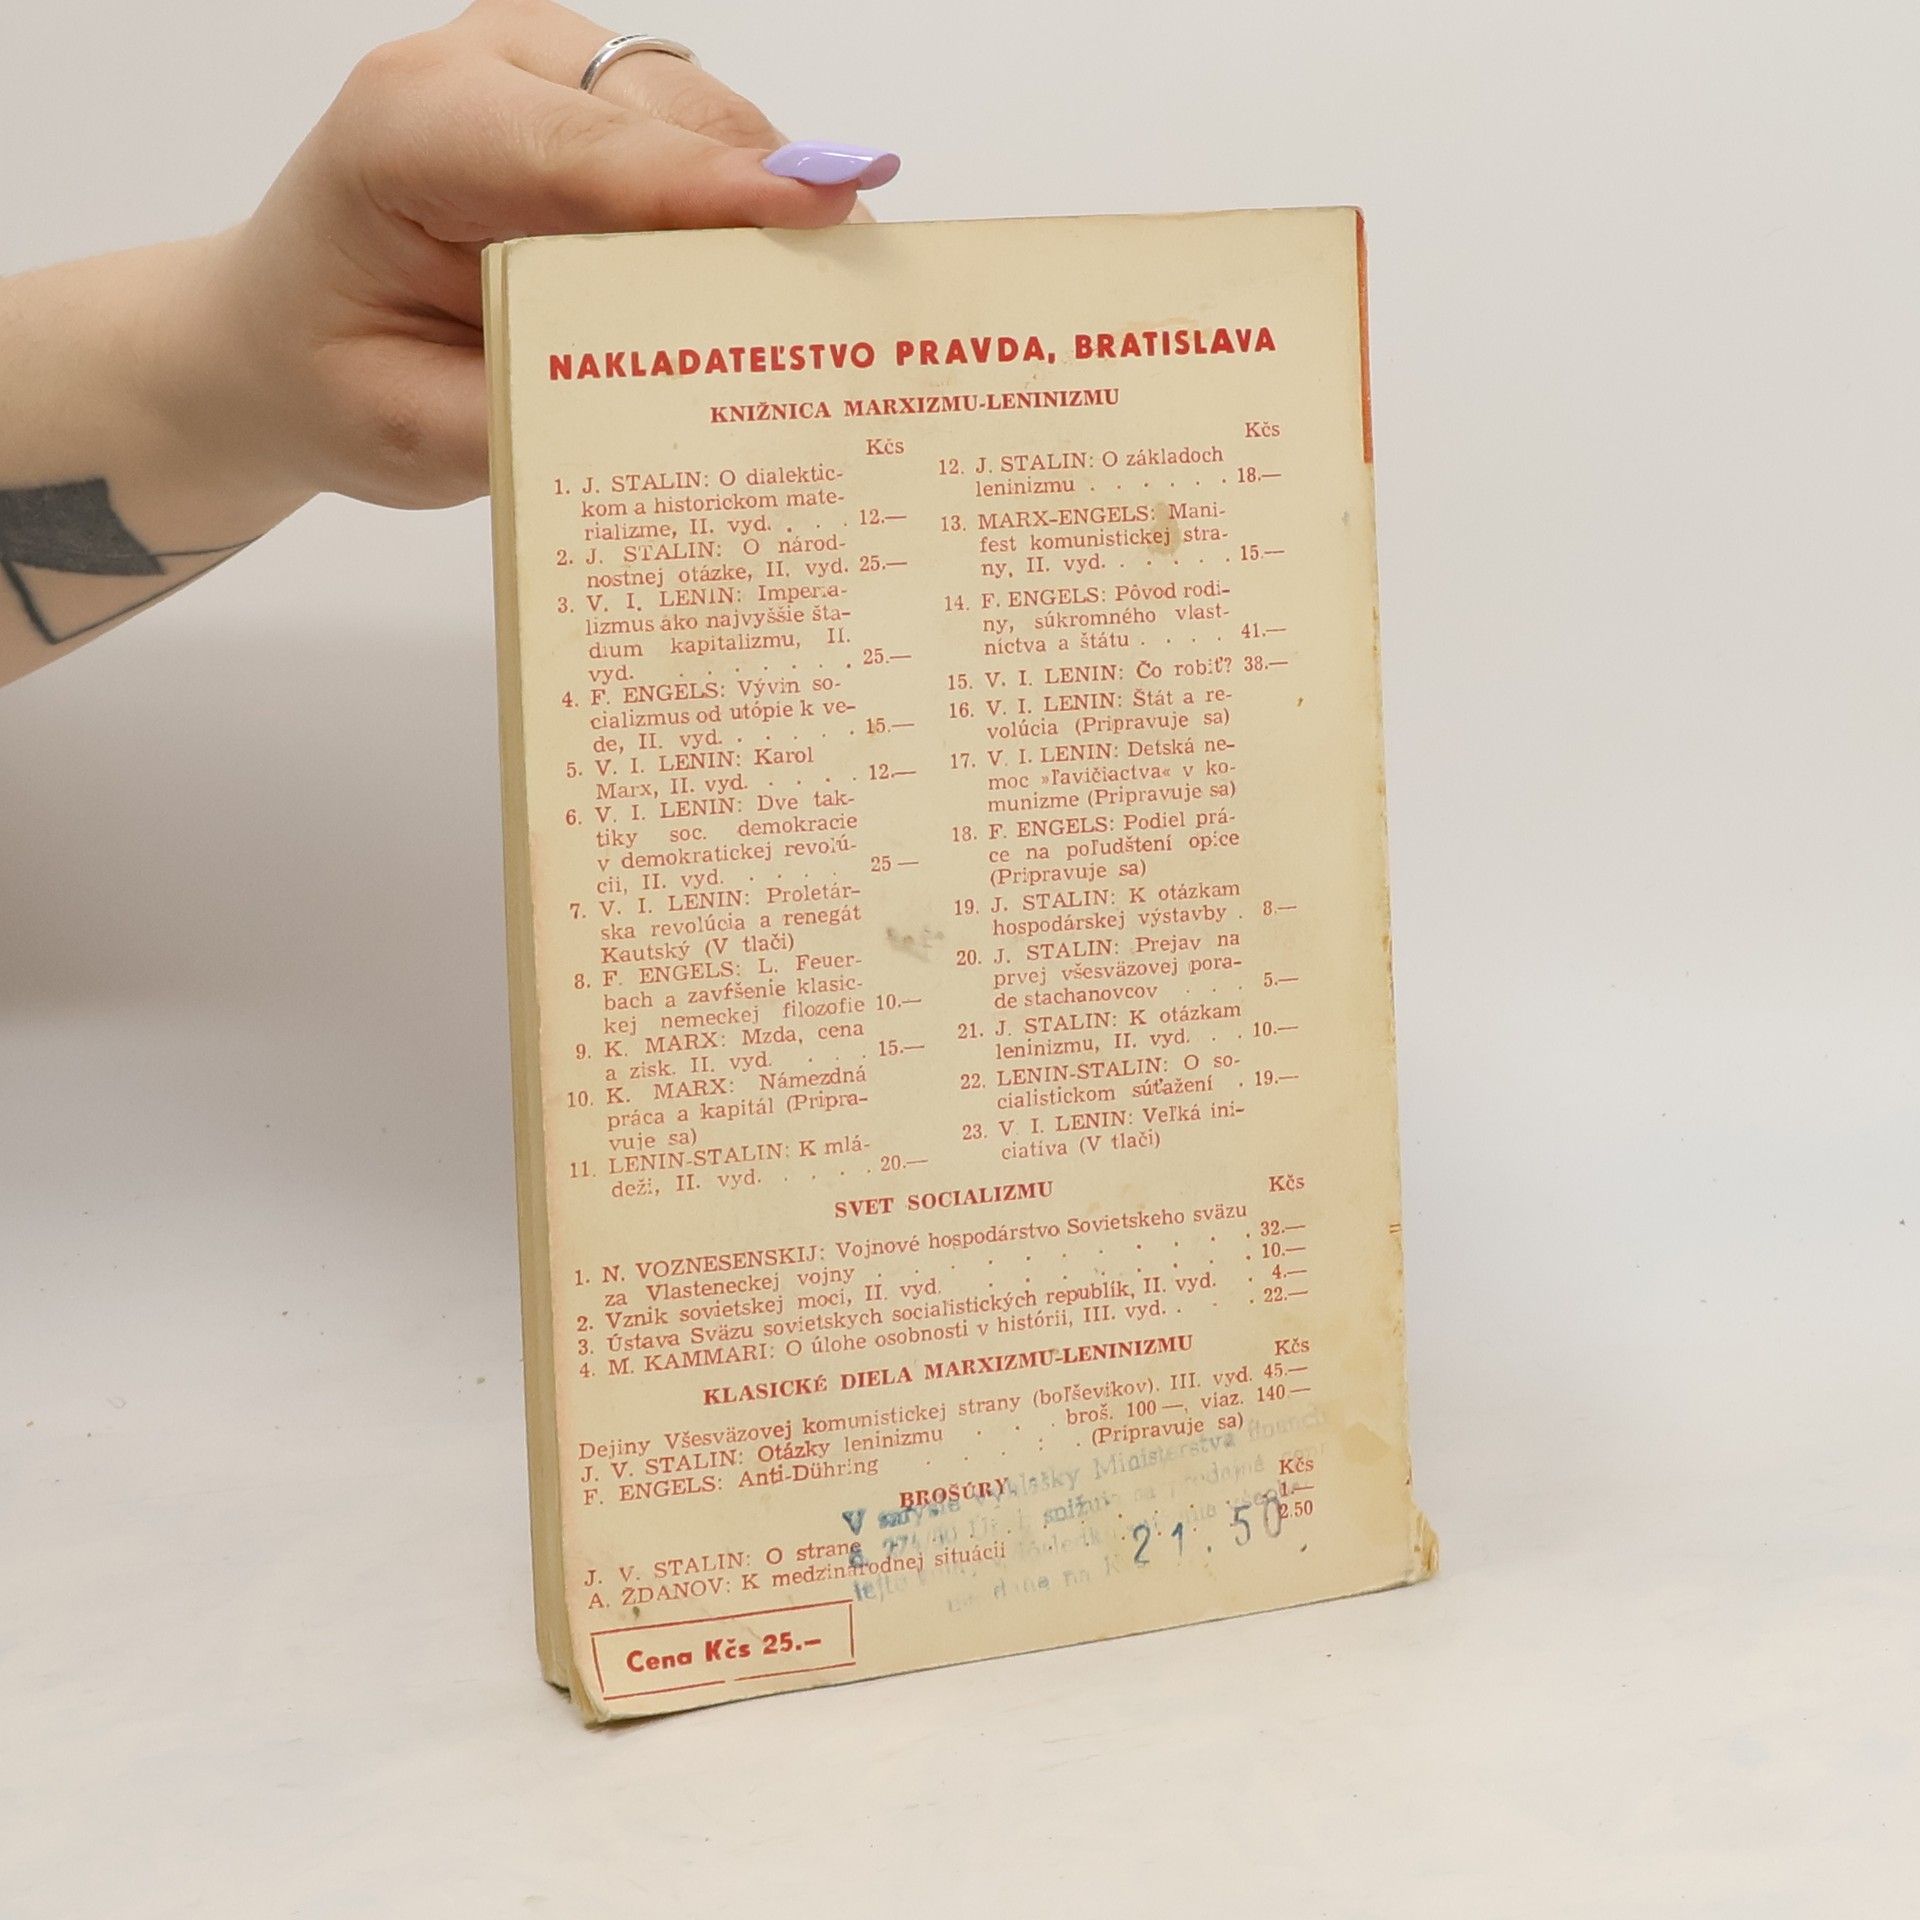 NAKLADATEĽSTVO PRAVDA, BRATISLAVA
KNIŽNICA MARXIZMU-LENINIZMU
Kčs
1. J. STALIN: O dialektic-
kom a historickom mate-
rializme, II. vyd. . . . 12.—
2. J. STALIN: O národ-
nostnej otázke, II. vyd. 25.—
3. V. I. LENIN: Imperia-
lizmus ako najvyššie šta-
dium kapitalizmu, II.
vyd. . . . . . . 25.—
4. F. ENGELS: Vývin so-
cializmus od utópie k ve-
de, II. vyd. . . . . . 15.—
5. V. I. LENIN: Karol
Marx, II. vyd. . . . . 12.—
6. V. I. LENIN: Dve tak-
tiky soc. demokracie
v demokratickej revolú-
cii, II. vyd. . . . . 25 —
7. V. I. LENIN: Proletár-
ska revolúcia a renegát
Kautský (V tlači)
8. F. ENGELS: L. Feuer-
bach a zavŕšenie klasic-
kej nemeckej filozofie 10.—
9. K. MARX: Mzda, cena
a zisk. II. vyd. . . . 15.—
10. K. MARX: Námezdná
práca a kapitál (Pripra-
vuje sa)
11. LENIN-STALIN: K mlá-
deži, II. vyd. . . . . 20.—
Kčs
12. J. STALIN: O základoch
leninizmu . . . . . . 18.—
13. MARX-ENGELS: Mani-
fest komunistickej stra-
ny, II. vyd. . . . . . 15.—
14. F. ENGELS: Pôvod rodi-
ny, súkromného vlast-
níctva a štátu . . . . 41.—
15. V. I. LENIN: Čo robiť? 38.—
16. V. I. LENIN: Štát a re-
volúcia (Pripravuje sa)
17. V. I. LENIN: Detská ne-
moc »ľavičiactva« v ko-
munizme (Pripravuje sa)
18. F. ENGELS: Podiel prá-
ce na poľudštení opice
(Pripravuje sa)
19. J. STALIN: K otázkam
hospodárskej výstavby . 8.—
20. J. STALIN: Prejav na
prvej všesväzovej pora-
de stachanovcov . . . 5.—
21. J. STALIN: K otázkam
leninizmu, II. vyd. . . 10.—
22. LENIN-STALIN: O so-
cialistickom súťažení . 19.—
23. V. I. LENIN: Veľká ini-
ciatíva (V tlači)
SVET SOCIALIZMU
Kčs
1. N. VOZNESENSKIJ: Vojnové hospodárstvo Sovietskeho sväzu
za Vlasteneckej vojny . . . . . . . . . . . 32.—
2. Vznik sovietskej moci, II. vyd. . . . . . . . . 10.—
3. Ústava Sväzu sovietskych socialistických republík, II. vyd. . 4.—
4. M. KAMMARI: O úlohe osobnosti v histórii, III. vyd. . . . 22.—
KLASICKÉ DIELA MARXIZMU-LENINIZMU
Kčs
Dejiny Všesväzovej komunistickej strany (boľševikov). III. vyd. 45.—
J. V. STALIN: Otázky leninizmu . . . broš. 100 —, viaz. 140 —
F. ENGELS: Anti-Dühring . . . . . (Pripravuje sa)
BROŠÚRY
Kčs
J. V. STALIN: O strane 1.—
A. ŽDANOV: K medzinárodnej situácii 2.50
V smysle vyhlášky Ministerstva
21.50
Cena Kčs 25.—